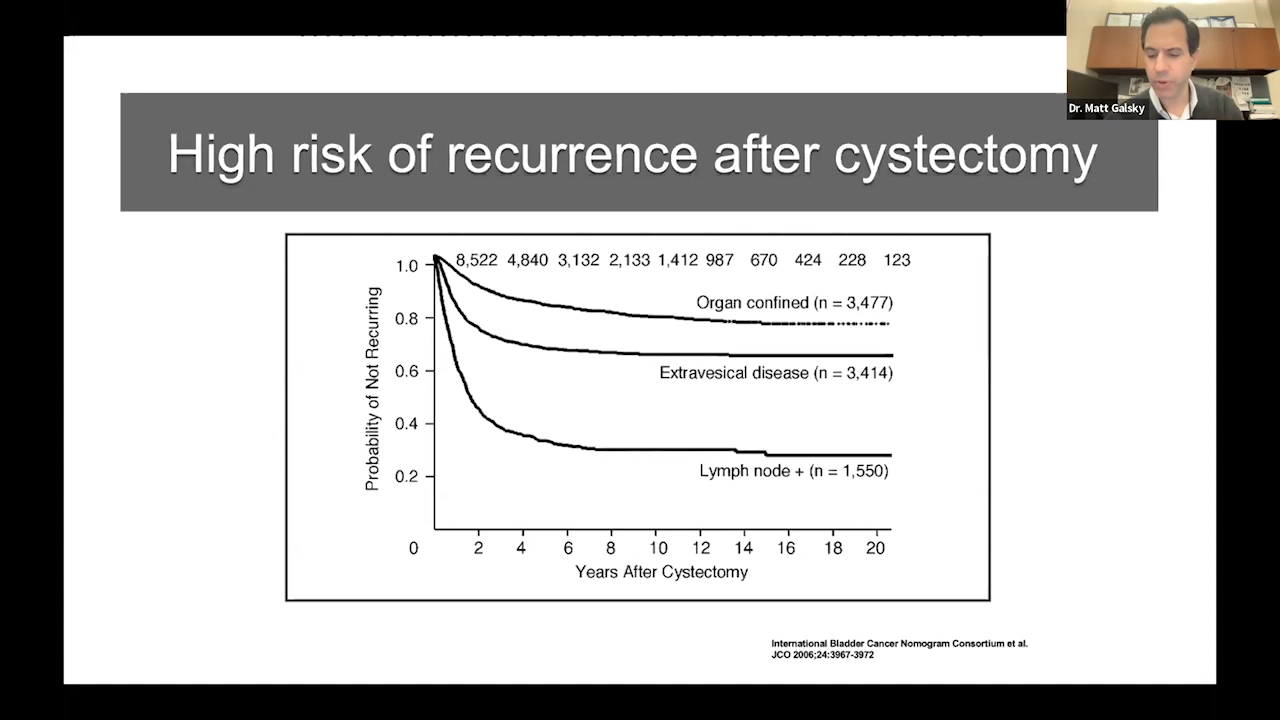 Dr. Matt Galsky
High risk of recurrence after cystectomy
8,522 4,840 3,132 2,133 1,412 987 670 424 228 123
1.0
0.8
0.6
0.4
0.2
Probability of Not Recurring
Organ confined (n = 3,477)
Extravesical disease (n = 3,414)
Lymph node + (n = 1,550)
0 2 4 6 8 10 12 14 16 18 20
Years After Cystectomy
International Bladder Cancer Nomogram Consortium et al.
JCO 2006;24:3967-3972